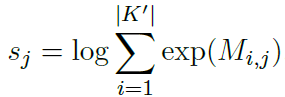 s_j = \log \sum_{i=1}^{|K'|} \exp(M_{i,j})